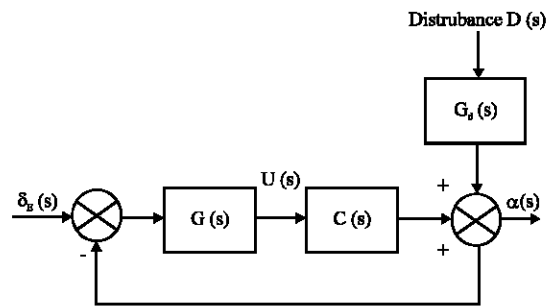 Distrubance D (s)
G_d (s)
+
U (s)
δ_E (s)
G (s)
C (s)
α(s)
-
+